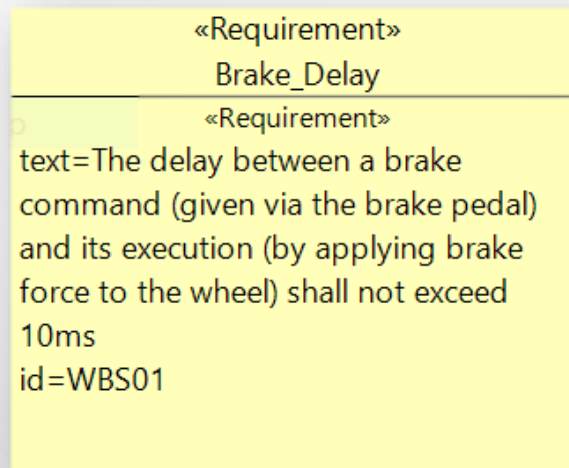 «Requirement»
Brake_Delay
«Requirement»
text=The delay between a brake
command (given via the brake pedal)
and its execution (by applying brake
force to the wheel) shall not exceed
10ms
id=WBS01